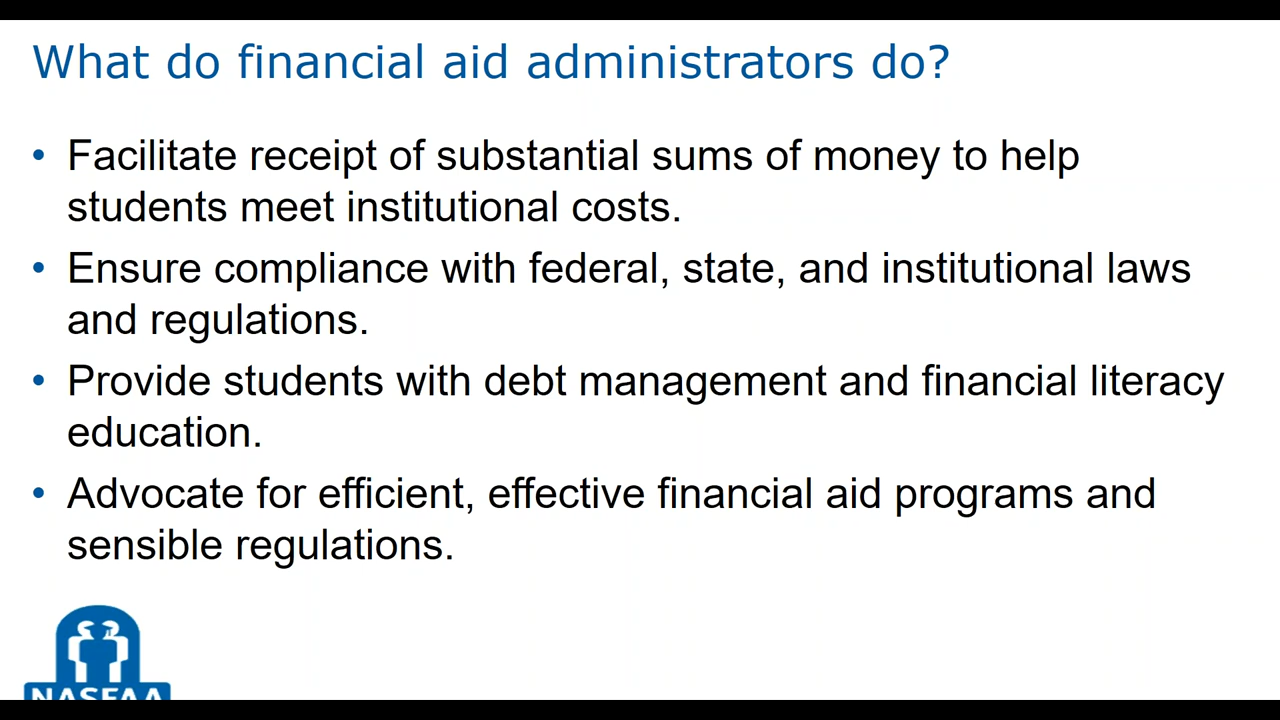 What do financial aid administrators do?
• Facilitate receipt of substantial sums of money to help
students meet institutional costs.
• Ensure compliance with federal, state, and institutional laws
and regulations.
• Provide students with debt management and financial literacy
education.
• Advocate for efficient, effective financial aid programs and
sensible regulations.
NASFAA